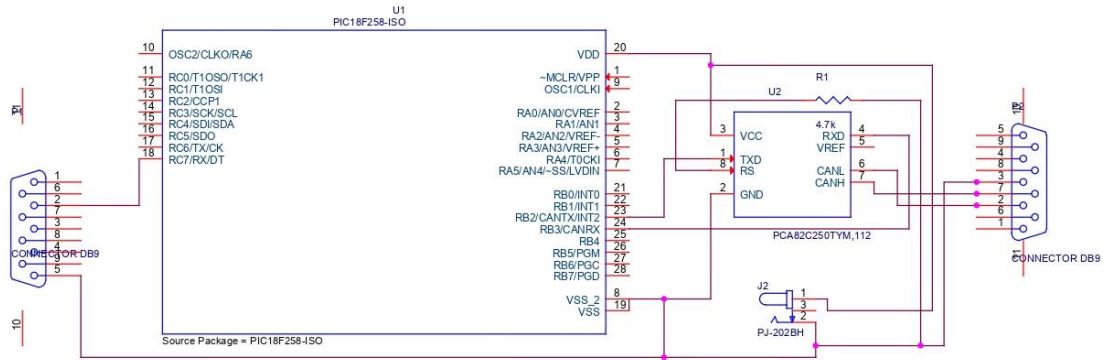 U1
PIC18F258-ISO
10 OSC2/CLKO/RA6
11 RC0/T1OSO/T1CK1
12 RC1/T1OSI
13 RC2/CCP1
14 RC3/SCK/SCL
15 RC4/SDI/SDA
16 RC5/SDO
17 RC6/TX/CK
18 RC7/RX/DT
VDD 20
~MCLR/VPP 1
OSC1/CLKI 9
RA0/AN0/CVREF 2
RA1/AN1 3
RA2/AN2/VREF- 4
RA3/AN3/VREF+ 5
RA4/T0CKI 6
RA5/AN4/~SS/LVDIN 7
RB0/INT0 21
RB1/INT1 22
RB2/CANTX/INT2 23
RB3/CANRX 24
RB4 25
RB5/PGM 26
RB6/PGC 27
RB7/PGD 28
VSS_2 8
VSS 19
Source Package = PIC18F258-ISO
1
6
2
7
3
8
4
9
5
CONNECTOR DB9
10
R1
4.7k
U2
3 VCC
1 TXD
8 RS
2 GND
RXD 4
VREF 5
CANL 6
CANH 7
PCA82C250TYM,112
J2
1
3
2
PJ-202BH
P2
5
9
4
8
3
7
2
6
1
CONNECTOR DB9